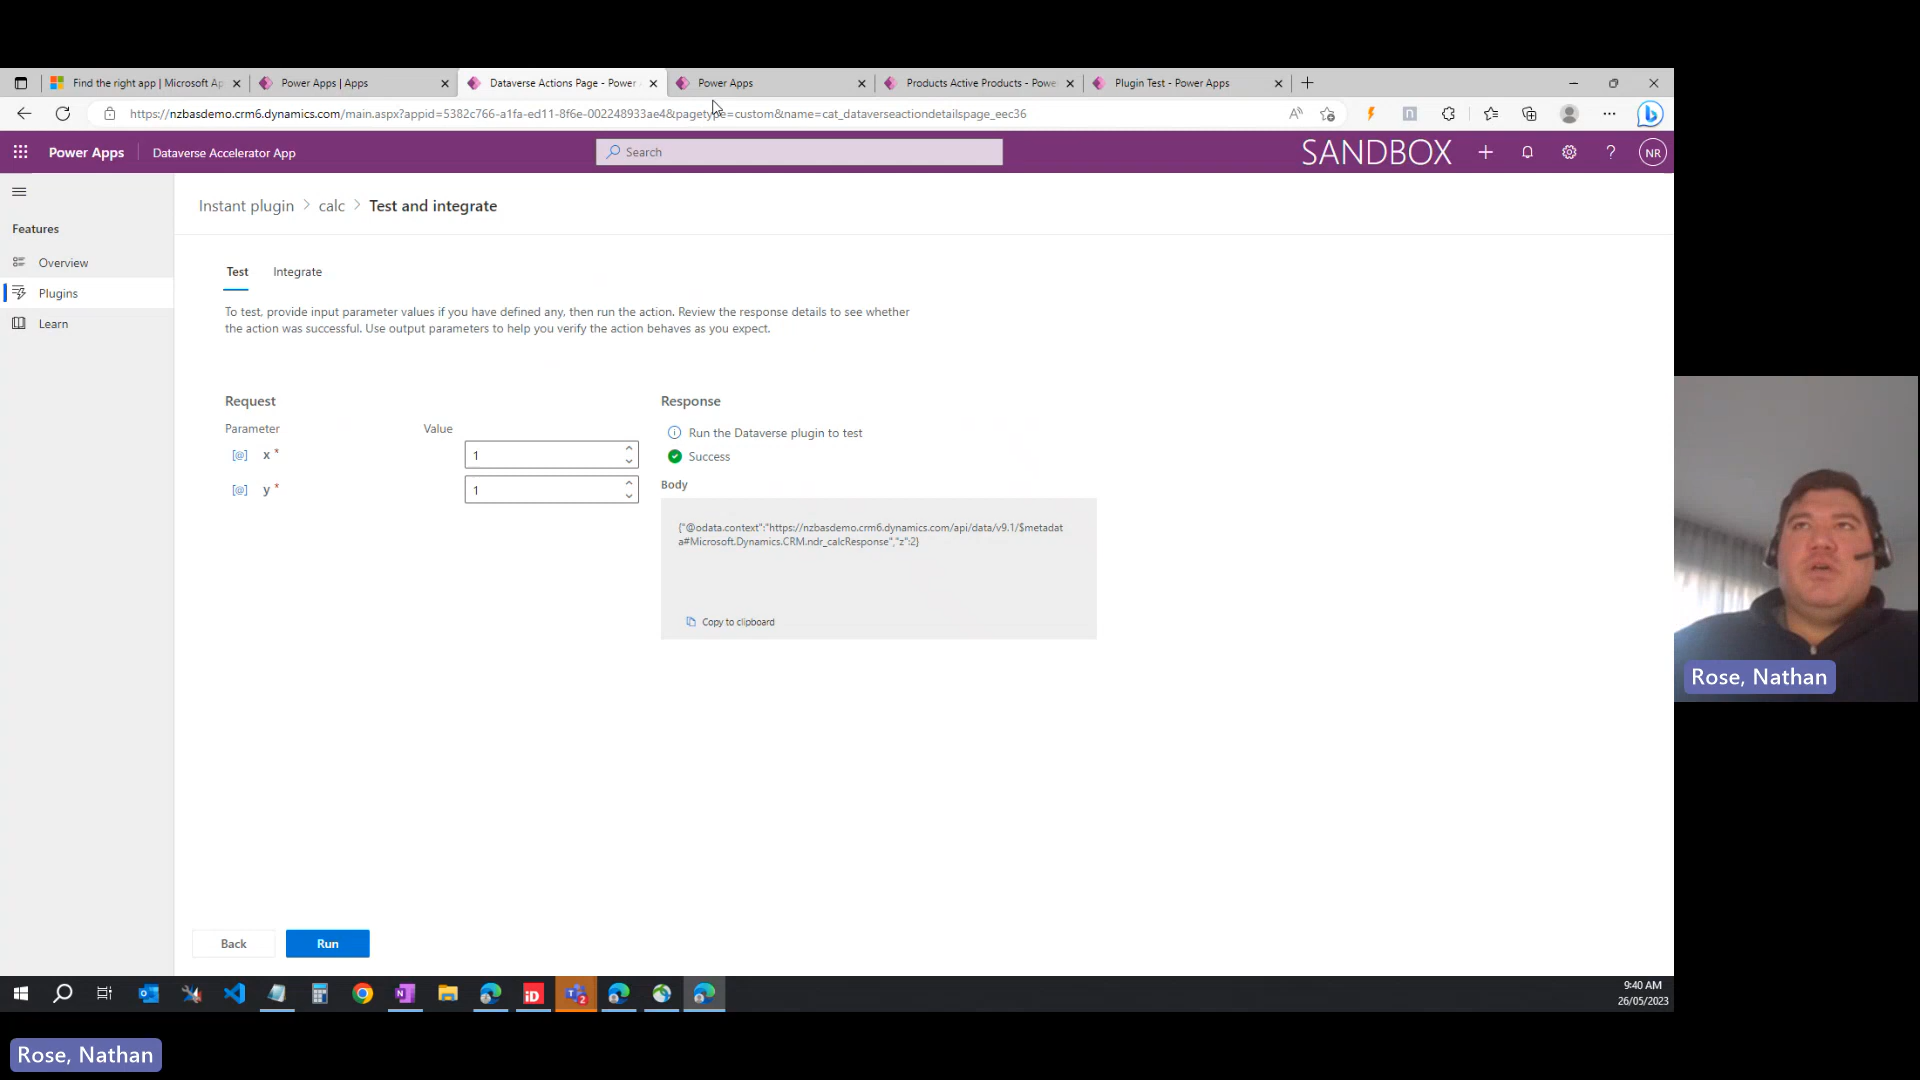 Find the right app | Microsoft Ap
Power Apps | Apps
Dataverse Actions Page - Power
Power Apps
Products Active Products - Powe
Plugin Test - Power Apps
https://nzbasdemo.crm6.dynamics.com/main.aspx?appid=5382c766-a1fa-ed11-8f6e-002248933ae4&pagetype=custom&name=cat_dataverseactiondetailspage_eec36
Power Apps
Dataverse Accelerator App
Search
SANDBOX
NR
Instant plugin > calc > Test and integrate
Features
Overview
Plugins
Learn
Test
Integrate
To test, provide input parameter values if you have defined any, then run the action. Review the response details to see whether
the action was successful. Use output parameters to help you verify the action behaves as you expect.
Request
Response
Parameter
Value
Run the Dataverse plugin to test
[@] x *
1
Success
[@] y *
1
Body
{"@odata.context":"https://nzbasdemo.crm6.dynamics.com/api/data/v9.1/$metadat
a#Microsoft.Dynamics.CRM.ndr_calcResponse","z":2}
Copy to clipboard
Rose, Nathan
Back
Run
9:40 AM
26/05/2023
Rose, Nathan